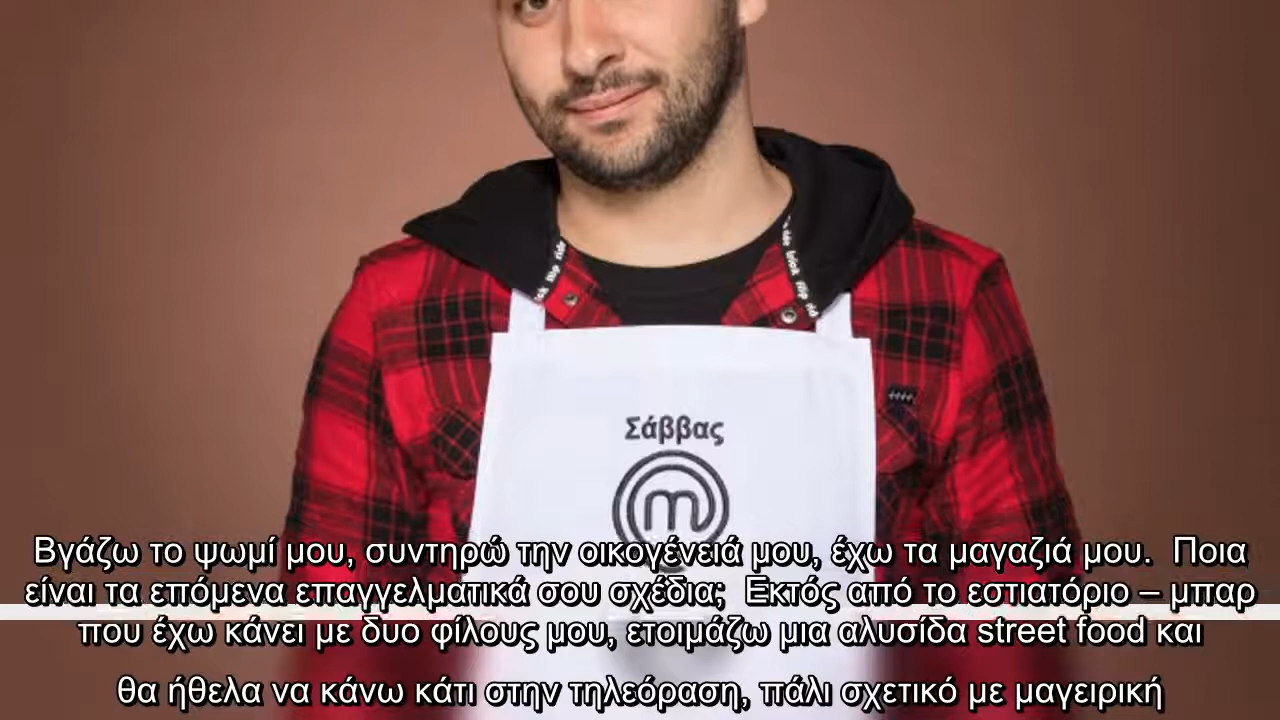 Σάββας
m
Βγάζω το ψωμί μου, συντηρώ την οικογένειά μου, έχω τα μαγαζιά μου.  Ποια
είναι τα επόμενα επαγγελματικά σου σχέδια;  Εκτός από το εστιατόριο – μπαρ
που έχω κάνει με δυο φίλους μου, ετοιμάζω μια αλυσίδα street food και
θα ήθελα να κάνω κάτι στην τηλεόραση, πάλι σχετικό με μαγειρική